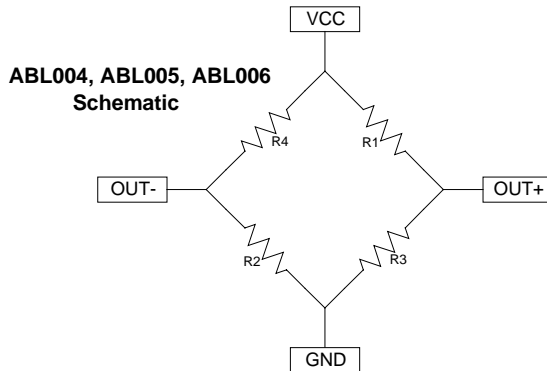 VCC
ABL004, ABL005, ABL006
Schematic
R4
R1
OUT-
OUT+
R2
R3
GND